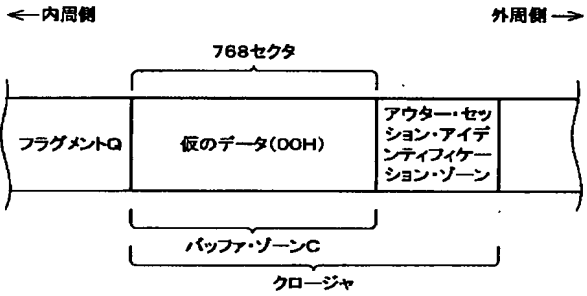 ←内周側
外周側→
768セクタ
フラグメントQ
仮のデータ(00H)
アウター・セッ
ション・アイデ
ンティフィケー
ション・ゾーン
バッファ・ゾーンC
クロージャ